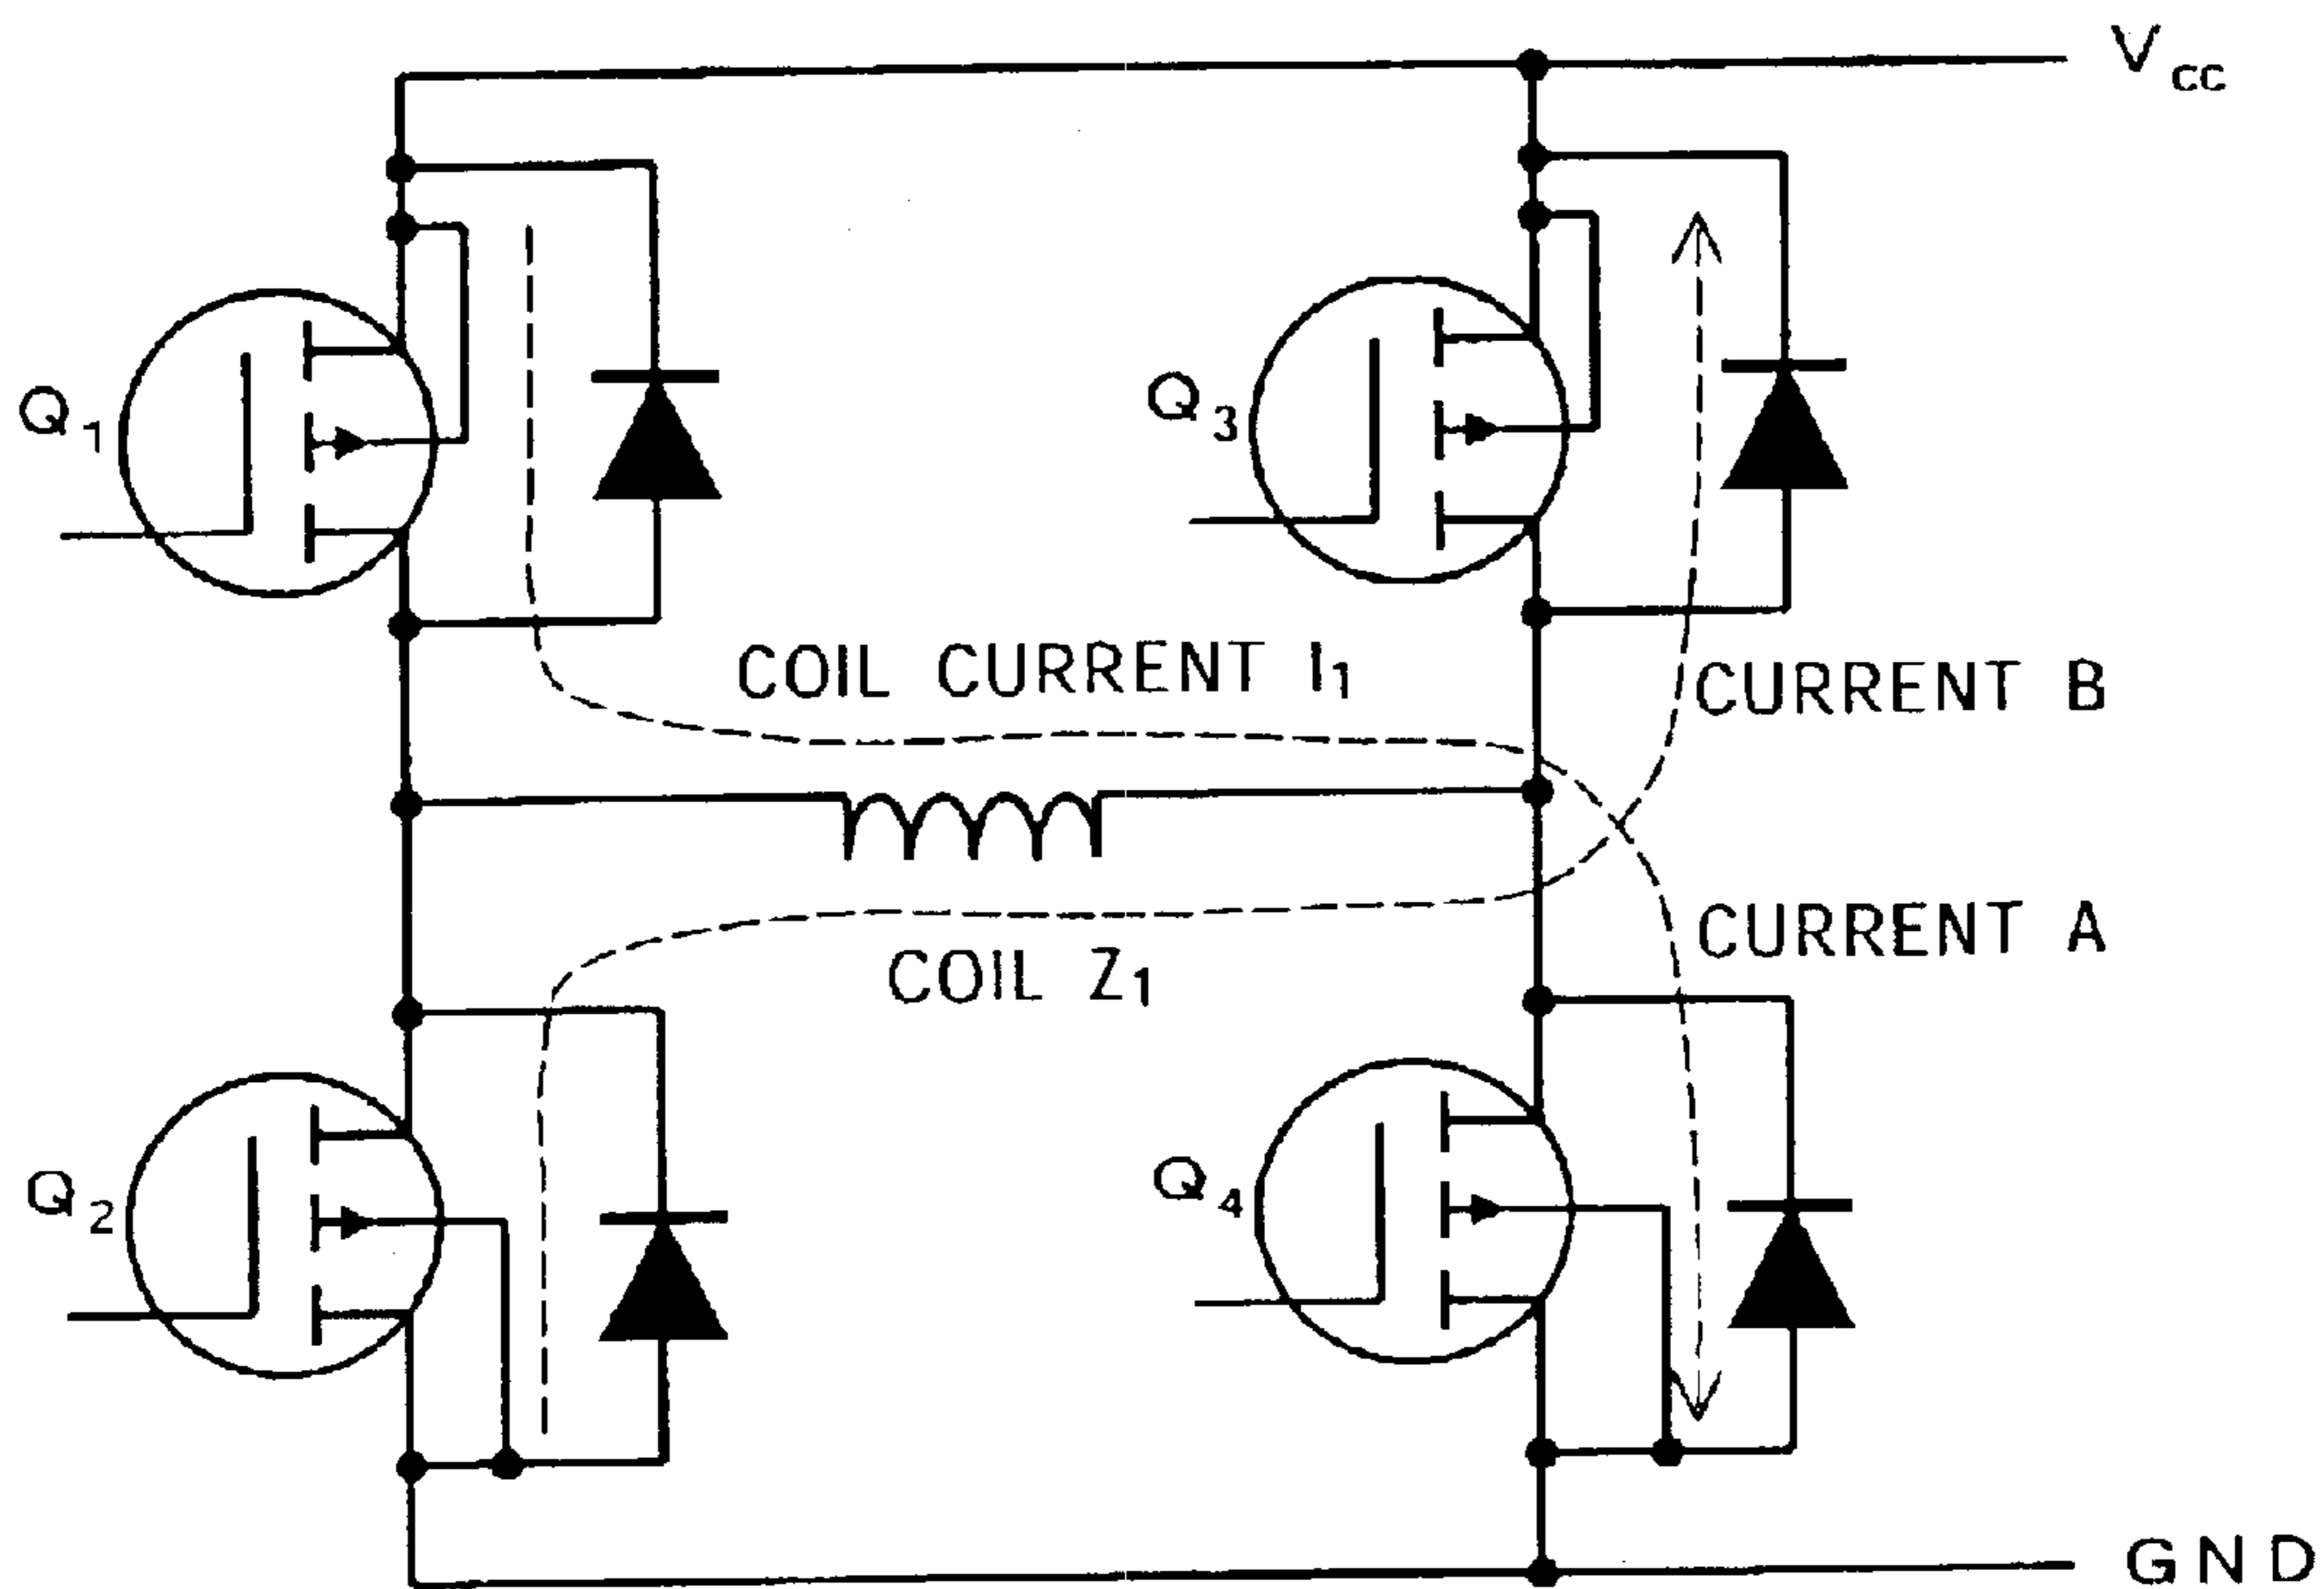 Vcc
Q1
Q3
COIL CURRENT I1
CURRENT B
CURRENT A
COIL Z1
Q2
Q4
GND